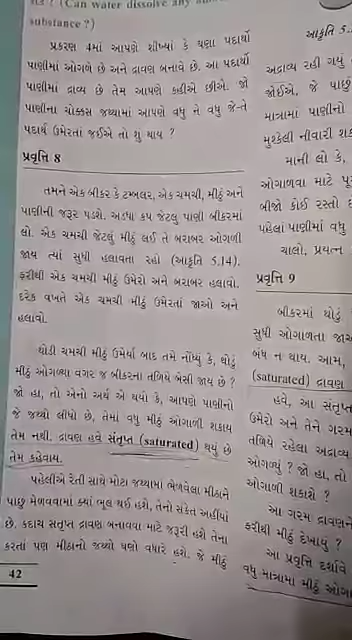 (Can water dissolve any
substance ?)
પ્રકરણ 4માં આપણે શીખ્યાં કે ઘણા પદાર્થો
પાણીમાં ઓગળે છે અને દ્રાવણ બનાવે છે. આ પદાર્થો
પાણીમાં દ્રાવ્ય છે તેમ આપણે કહીએ છીએ. જો
પાણીના ચોક્કસ જથ્થામાં આપણે વધુ ને વધુ જે-તે
પદાર્થ ઉમેરતાં જઈએ તો શું થાય ?
પ્રવૃત્તિ 8
તમને એક બીકર કે ટમ્બલર, એક ચમચી, મીઠું અને
પાણીની જરૂર પડશે. અડધા કપ જેટલું પાણી બીકરમાં
લો. એક ચમચી જેટલું મીઠું લઈ તે બરાબર ઓગળી
જાય ત્યાં સુધી હલાવતા રહો (આકૃતિ 5.14).
ફરીથી એક ચમચી મીઠું ઉમેરો અને બરાબર હલાવો.
દરેક વખતે એક ચમચી મીઠું ઉમેરતાં જાઓ અને
હલાવો.
થોડી ચમચી મીઠું ઉમેર્યા બાદ તમે નોંધ્યું કે, થોડું
મીઠું ઓગળ્યા વગર જ બીકરના તળિયે બેસી જાય છે ?
જો હા, તો એનો અર્થ એ થયો કે, આપણે પાણીનો
જે જથ્થો લીધો છે, તેમાં વધુ મીઠું ઓગાળી શકાય
તેમ નથી. દ્રાવણ હવે સંતૃપ્ત (saturated) થયું છે
તેમ કહેવાય.
પહેલીએ રેતી સાથે મોટા જથ્થામાં ભેળવેલા મીઠાને
પાછું મેળવવામાં ક્યાં ભૂલ થઈ હશે, તેનો સંકેત અહીંયાં
છે. કદાચ સંતૃપ્ત દ્રાવણ બનાવવા માટે જરૂરી હશે તેના
કરતાં પણ મીઠાનો જથ્થો ઘણો વધારે હશે. જે મીઠું
42
આકૃતિ 5.
અદ્રાવ્ય રહી ગયું
જોઈએ, જે પાછું
માત્રામાં પાણીનો
મુશ્કેલી નીવારી
માની લો કે,
ઓગાળવા માટે
બીજો કોઈ રસ્તો
પહેલાં પાણીમાં વધુ
ચાલો, પ્રયત્ન
પ્રવૃત્તિ 9
બીકરમાં થોડું
સુધી ઓગાળતા
બંધ ન થાય. આમ,
(saturated) દ્રાવણ
હવે, આ
ઉમેરો અને તેને ગરમ
તળિયે રહેલા
ઓગળ્યું ? જો હા, તો
ઓગાળી શકાશે ?
આ ગરમ
ફરીથી મીઠું દેખાયું ?
આ પ્રવૃત્તિ દર્શાવે
વધુ માત્રામાં મીઠું